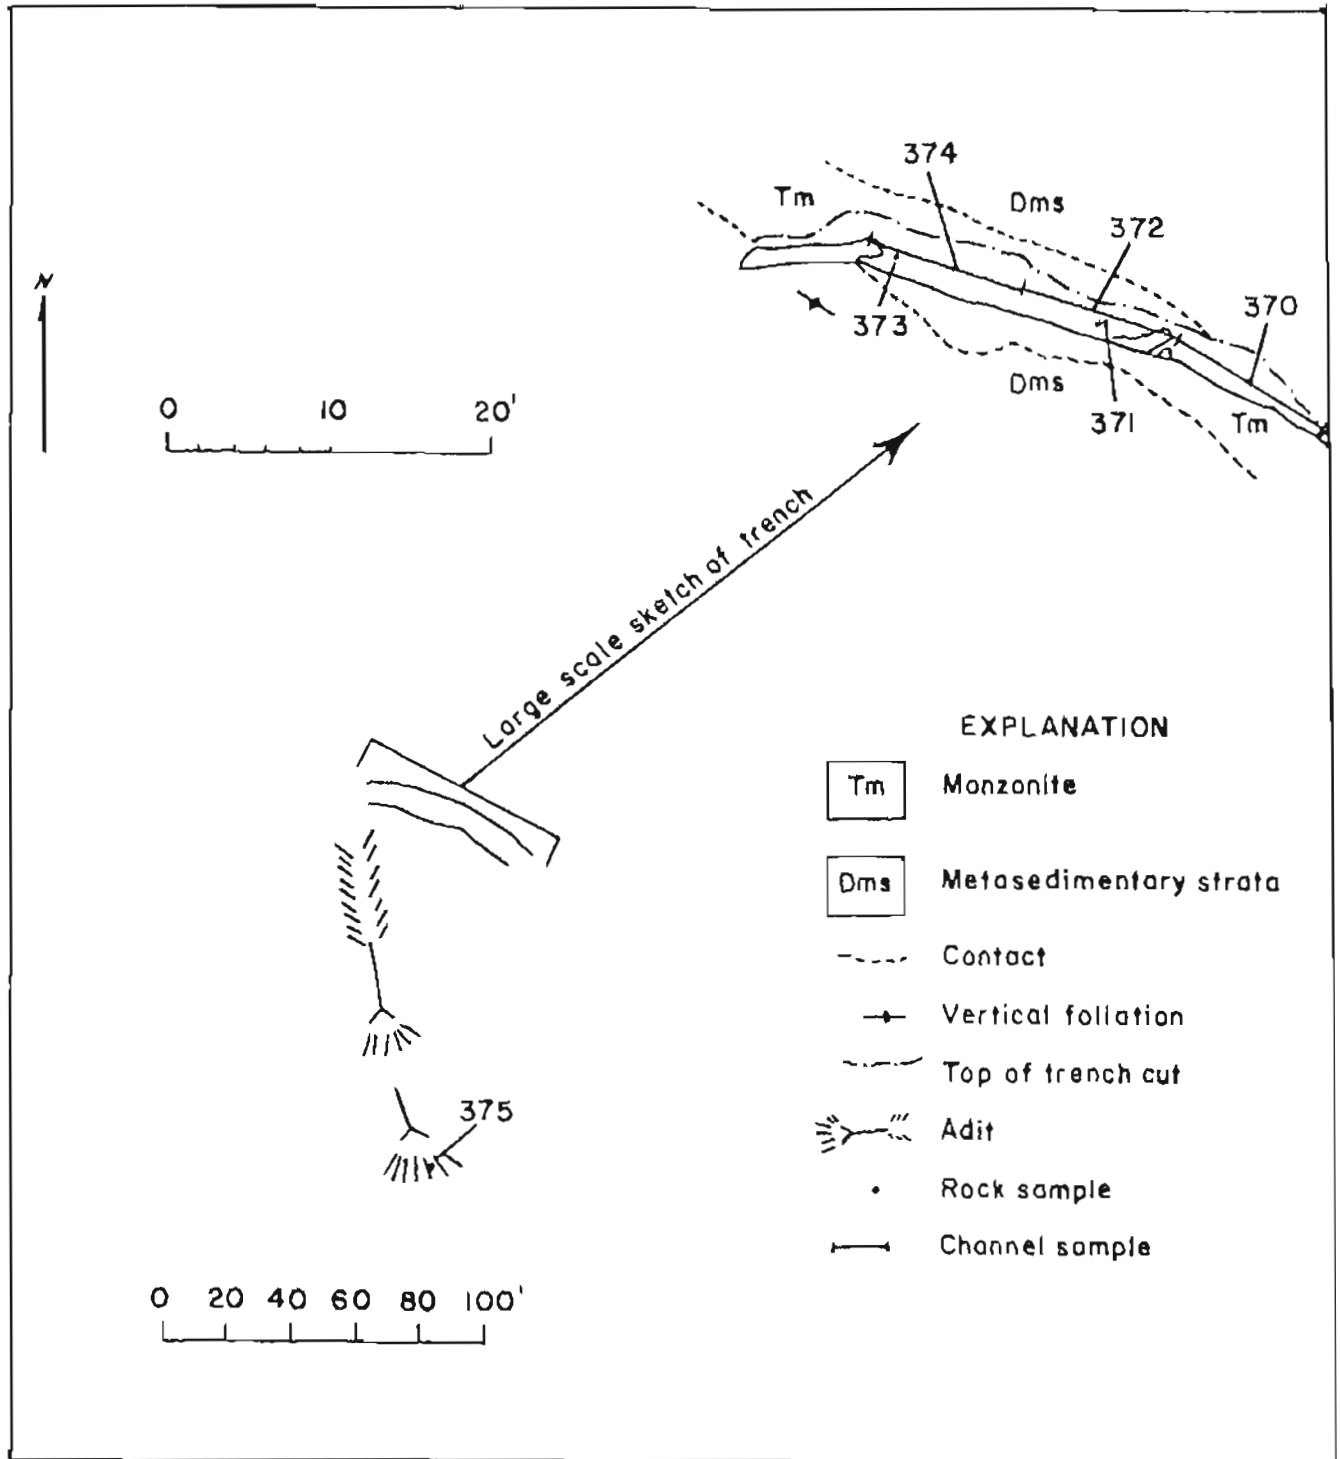 374
Tm
Dms
372
N
370
373
0 10 20'
Dms
371
Tm
Large scale sketch of trench
EXPLANATION
Tm Monzonite
Dms Metasedimentary strata
Contact
Vertical foliation
Top of trench cut
375
Adit
Rock sample
Channel sample
0 20 40 60 80 100'